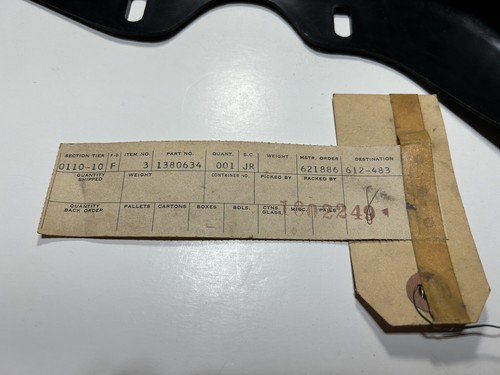 SECTION TIER F.S ITEM NO. PART NO. QUANT. S.C. WEIGHT MSTR. ORDER DESTINATION
0110-10 F 3 1380634 001 JR 621886 612-483
QUANTITY SHIPPED WEIGHT CONTAINER NO. PICKED BY PACKED BY
QUANTITY BACK ORDER PALLETS CARTONS BOXES BDLS. CTNS. GLASS MISC. PAILS